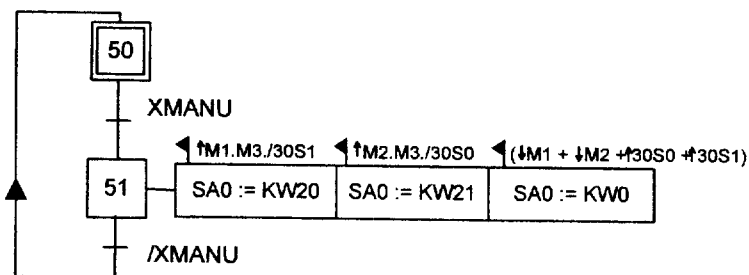 50
XMANU
↑M1.M3./30S1 ↑M2.M3./30S0 (↓M1 + ↓M2 +↑30S0 +↑30S1)
51 SA0 := KW20 SA0 := KW21 SA0 := KW0
/XMANU